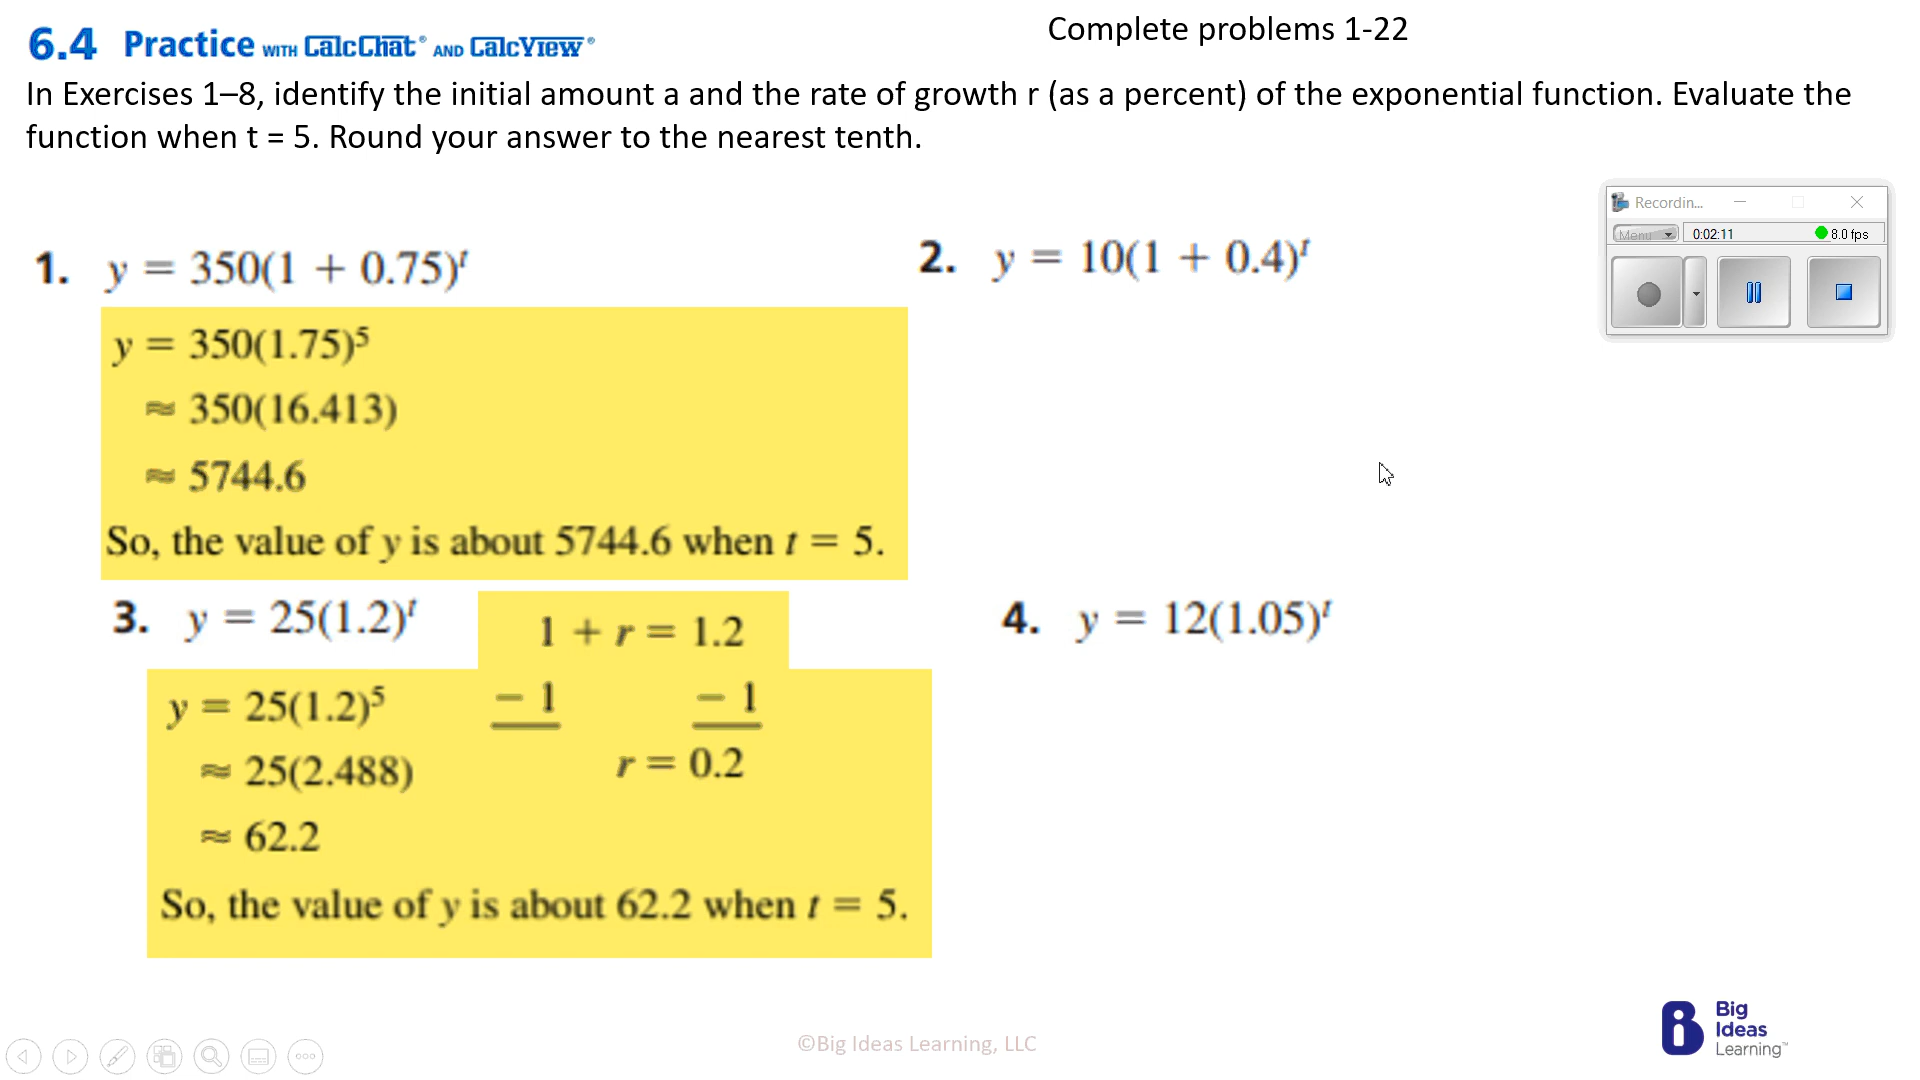 Complete problems 1-22
6.4 Practice WITH CalcChat® AND CalcView®
In Exercises 1–8, identify the initial amount a and the rate of growth r (as a percent) of the exponential function. Evaluate the
function when t = 5. Round your answer to the nearest tenth.
Recordin...
Menu 0:02:11 8.0 fps
1. y = 350(1 + 0.75)ᵗ
y = 350(1.75)⁵
≈ 350(16.413)
≈ 5744.6
So, the value of y is about 5744.6 when t = 5.
2. y = 10(1 + 0.4)ᵗ
3. y = 25(1.2)ᵗ
1 + r = 1.2
− 1 − 1
r = 0.2
y = 25(1.2)⁵
≈ 25(2.488)
≈ 62.2
So, the value of y is about 62.2 when t = 5.
4. y = 12(1.05)ᵗ
©Big Ideas Learning, LLC
Big
Ideas
Learning™